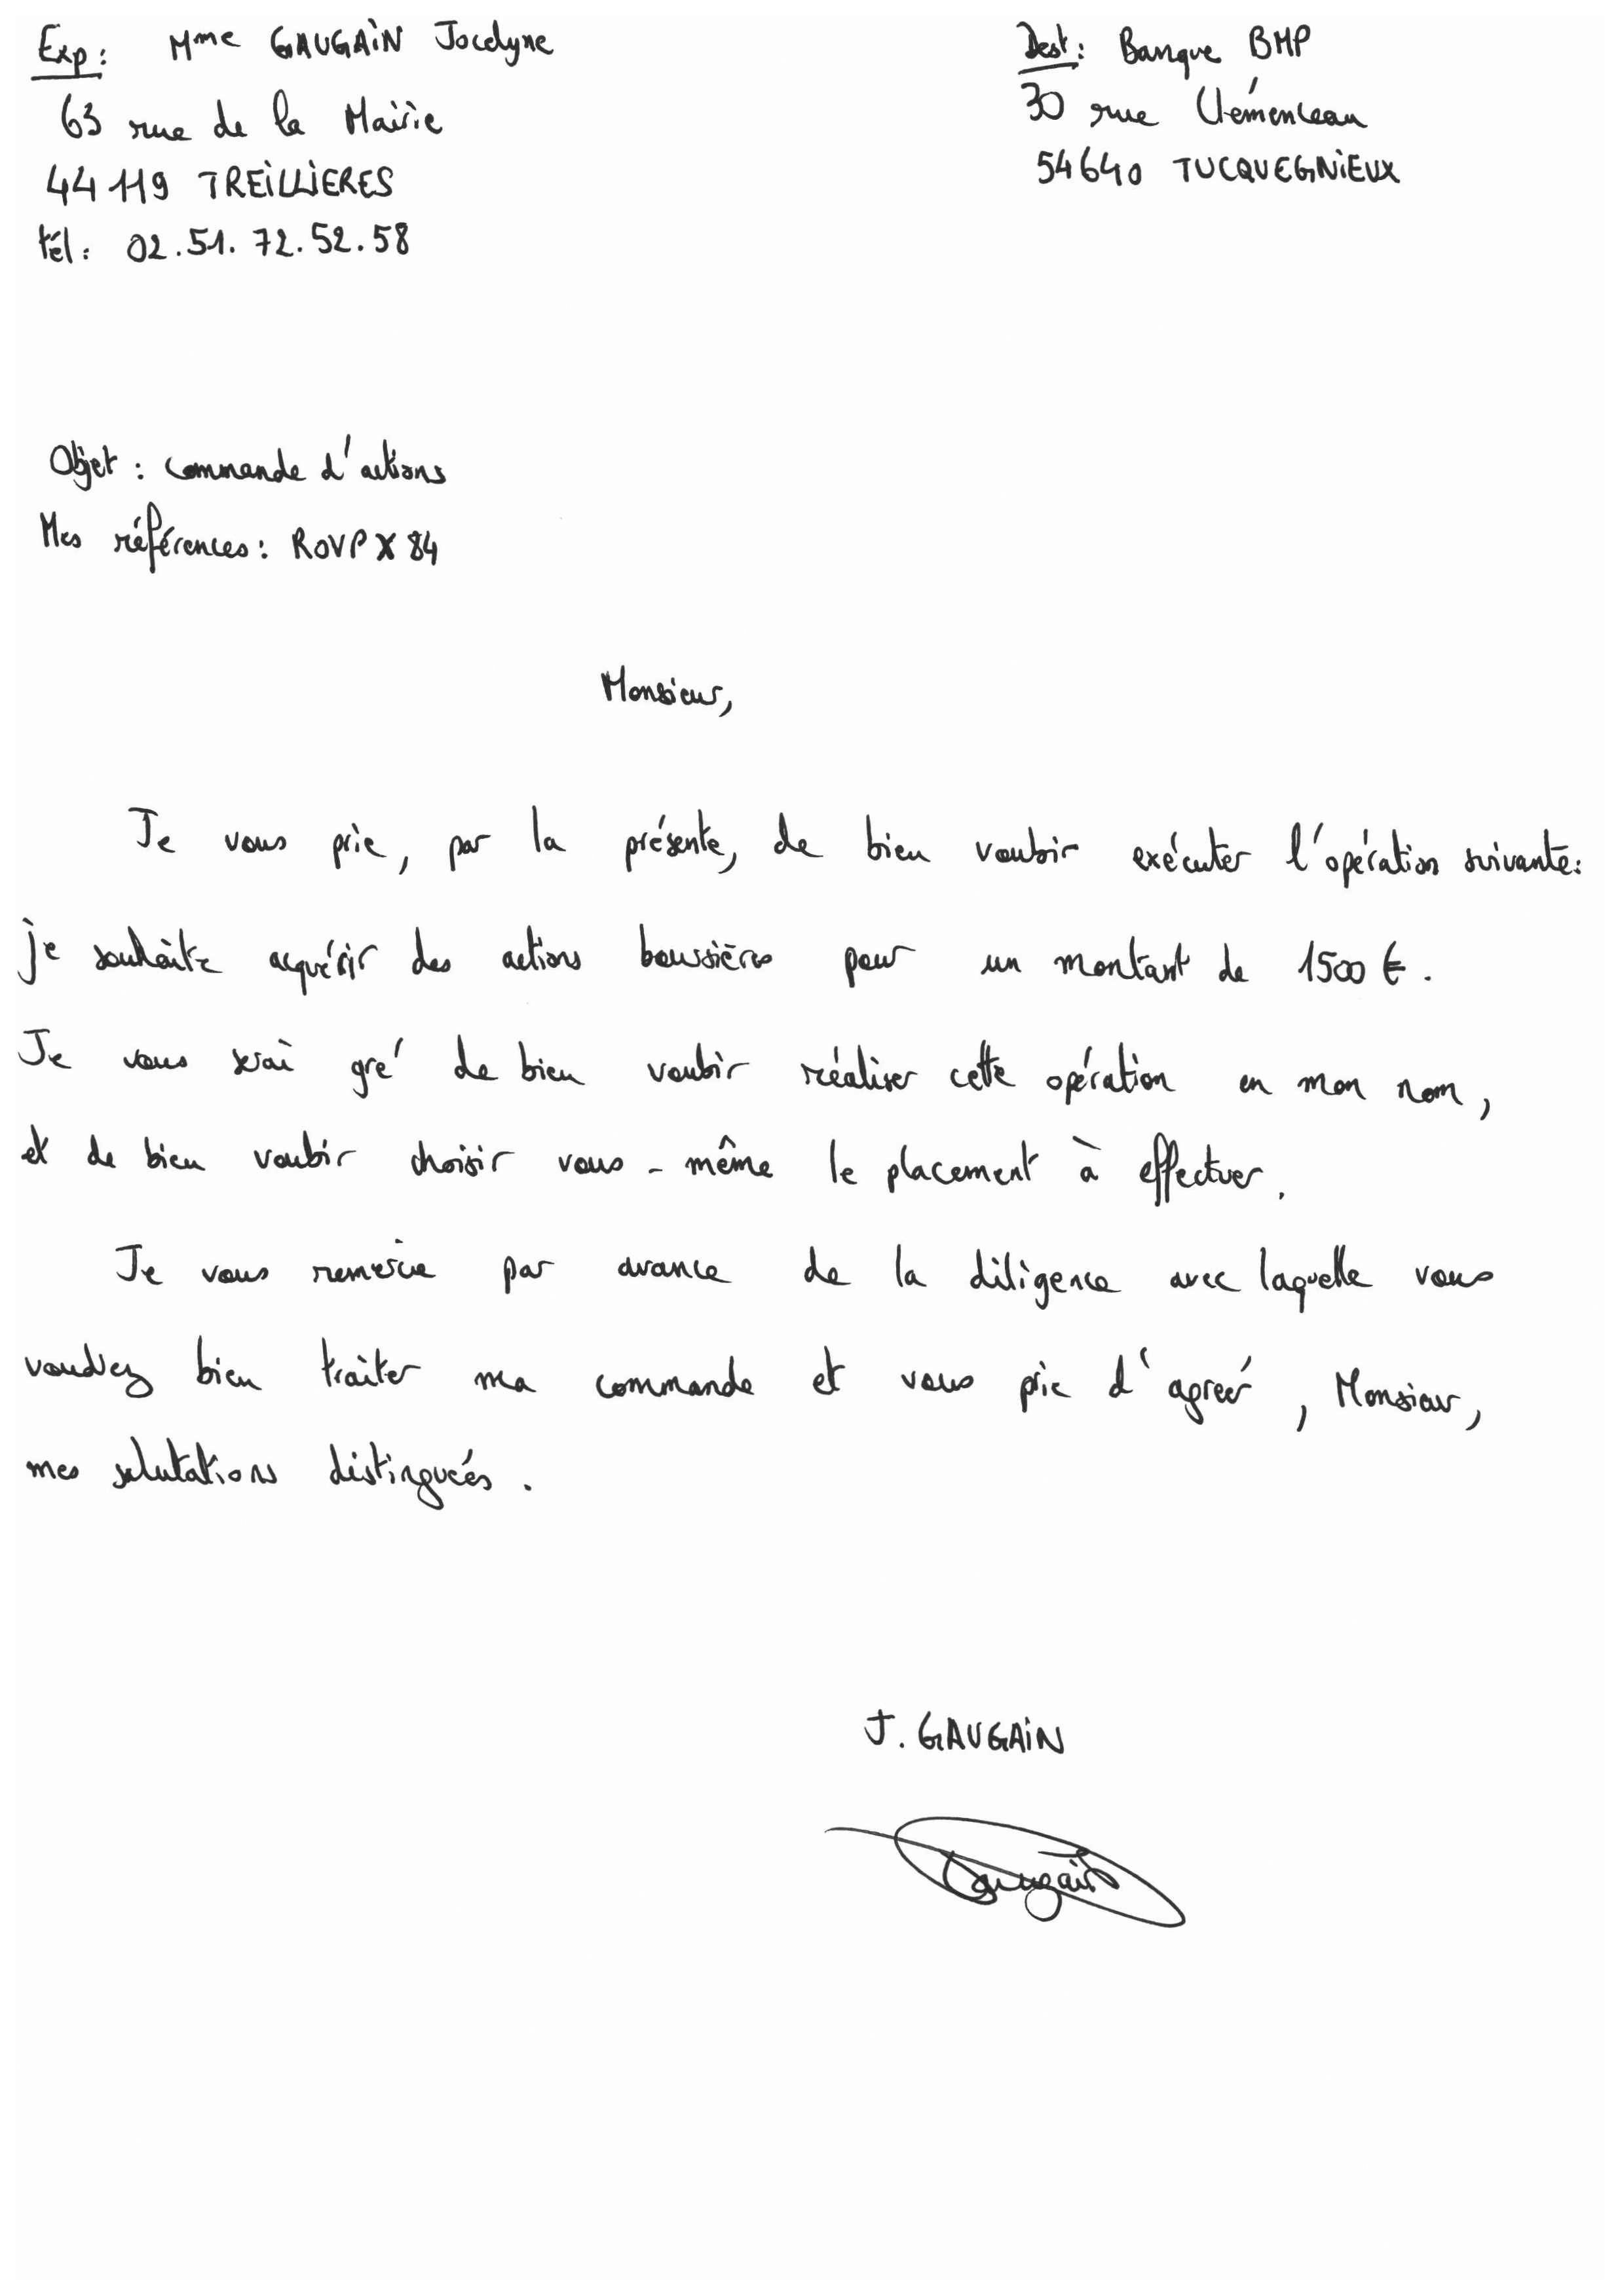 Exp: Mme GAUGAIN Jocelyne
63 rue de la Mairie
44119 TREILLIERES
tél: 02.51.72.52.58
Dest: Banque BMP
30 rue Clémenceau
54640 TUCQUEGNIEUX
Objet : commande d'actions
Mes références: ROVPX84
Monsieur,
Je vous prie, par la présente, de bien vouloir exécuter l'opération suivante:
je souhaite acquérir des actions boursières pour un montant de 1500 €.
Je vous serai gré de bien vouloir réaliser cette opération en mon nom,
et de bien vouloir choisir vous-même le placement à effectuer.
Je vous remercie par avance de la diligence avec laquelle vous
voudrez bien traiter ma commande et vous prie d'agréer, Monsieur,
mes salutations distinguées.
J. GAUGAIN
Gaugain